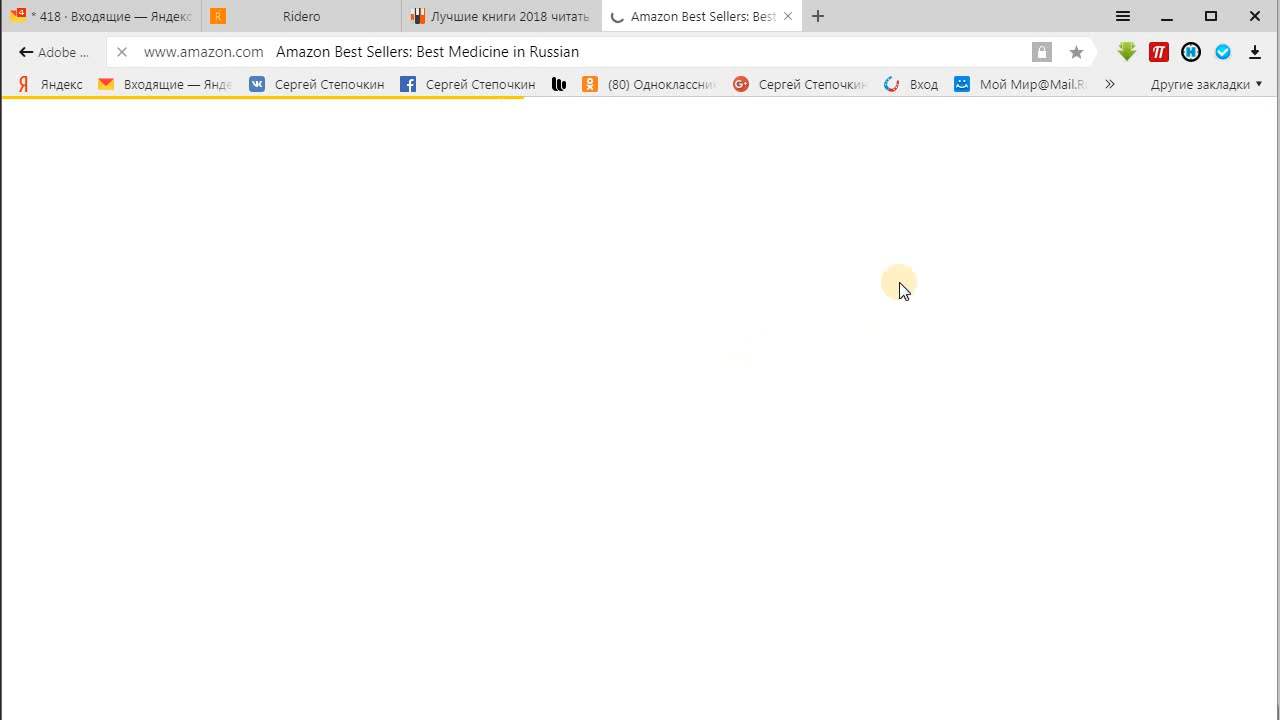 4
* 418 · Входящие — Яндекс
R
Ridero
Лучшие книги 2018 читать
Amazon Best Sellers: Best
Adobe ...
www.amazon.com Amazon Best Sellers: Best Medicine in Russian
Я Яндекс
Входящие — Янде
Сергей Степочкин
Сергей Степочкин
(80) Одноклассни
G+ Сергей Степочкин
Вход
Мой Мир@Mail.R
Другие закладки